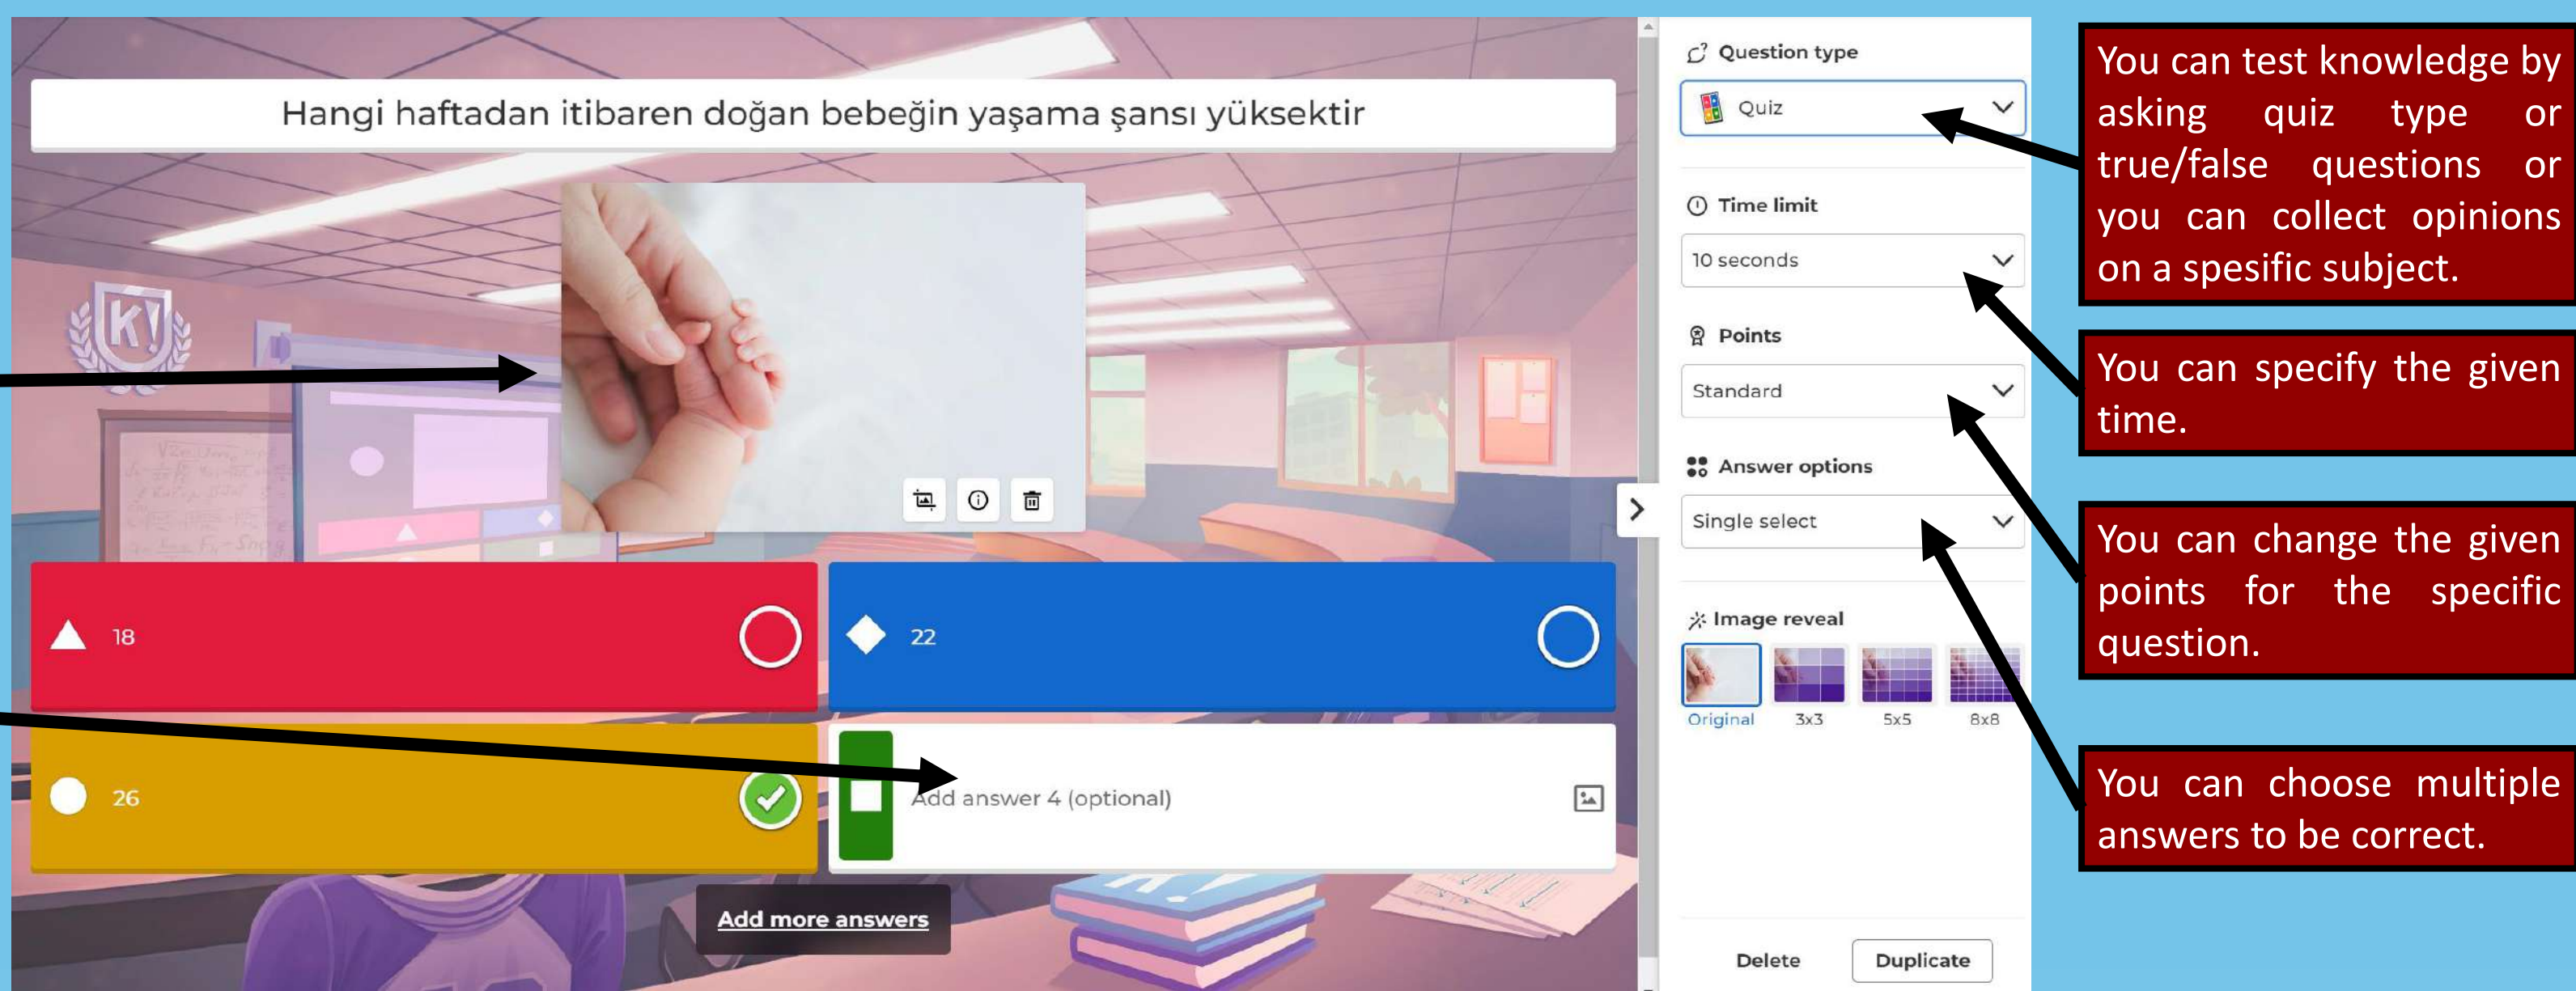 Hangi haftadan itibaren doğan bebeğin yaşama şansı yüksektir
K!
18
22
26
Add answer 4 (optional)
Add more answers
Question type
Quiz
Time limit
10 seconds
Points
Standard
Answer options
Single select
Image reveal
Original
3x3
5x5
8x8
Delete
Duplicate
You can test knowledge by
asking quiz type or
true/false questions or
you can collect opinions
on a spesific subject.
You can specify the given
time.
You can change the given
points for the specific
question.
You can choose multiple
answers to be correct.